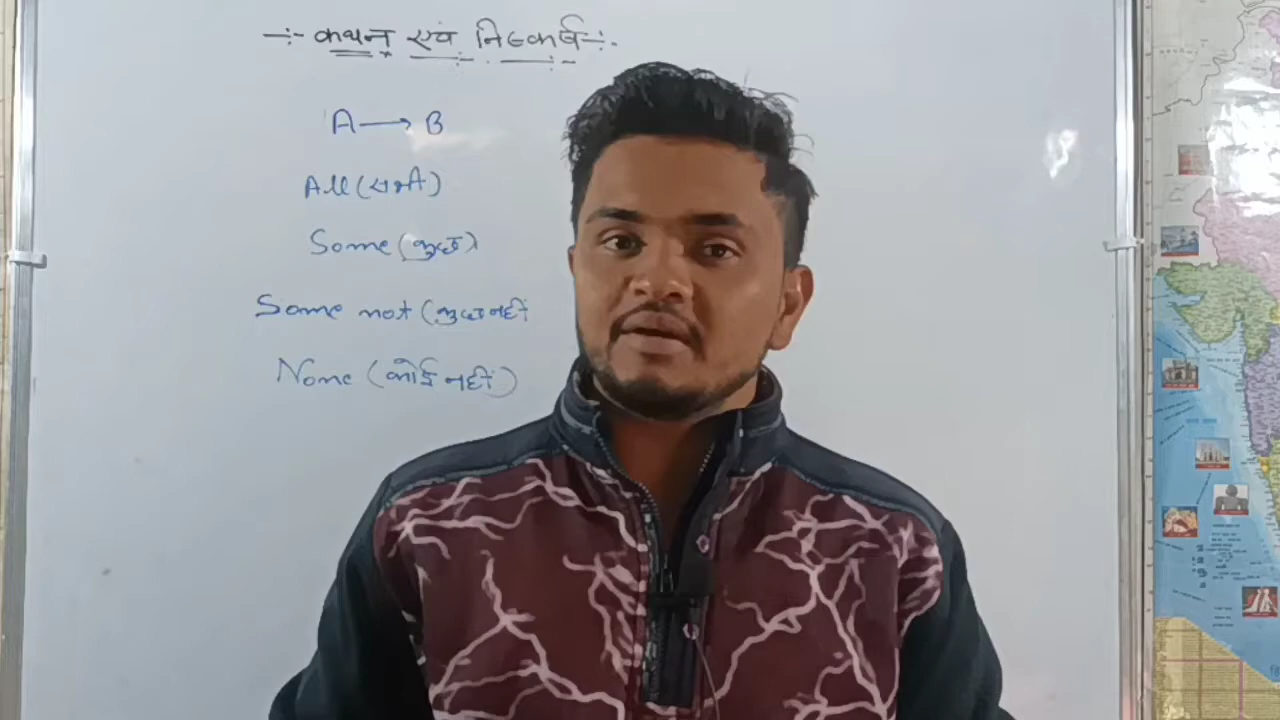 -:- कथन एवं निष्कर्ष -:-
A → B
All (सभी)
Some (कुछ)
Some not (कुछ नहीं
None (कोई नहीं)